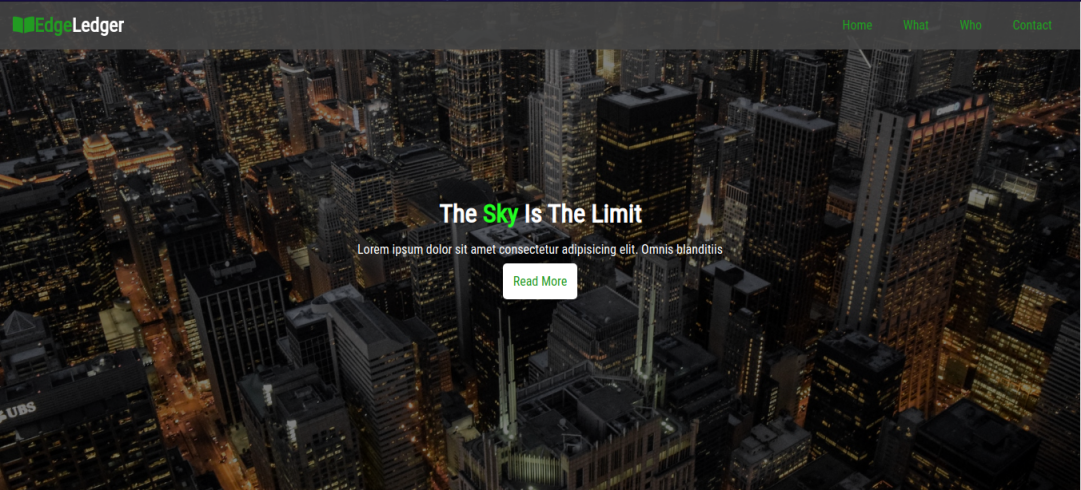 EdgeLedger
Home What Who Contact
The Sky Is The Limit
Lorem ipsum dolor sit amet consectetur adipisicing elit. Omnis blanditiis
Read More
UBS